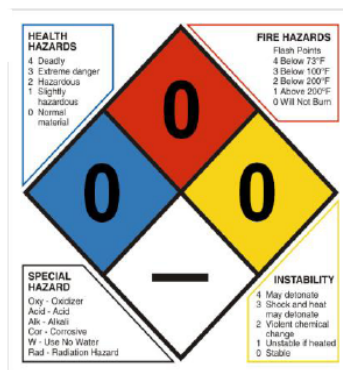 HEALTH
HAZARDS
4 Deadly
3 Extreme danger
2 Hazardous
1 Slightly
hazardous
0 Normal
material
FIRE HAZARDS
Flash Points
4 Below 73°F
3 Below 100°F
2 Below 200°F
1 Above 200°F
0 Will Not Burn
0
0
0
—
SPECIAL
HAZARD
Oxy - Oxidizer
Acid - Acid
Alk - Alkali
Cor - Corrosive
W - Use No Water
Rad - Radiation Hazard
INSTABILITY
4 May detonate
3 Shock and heat
may detonate
2 Violent chemical
change
1 Unstable if heated
0 Stable